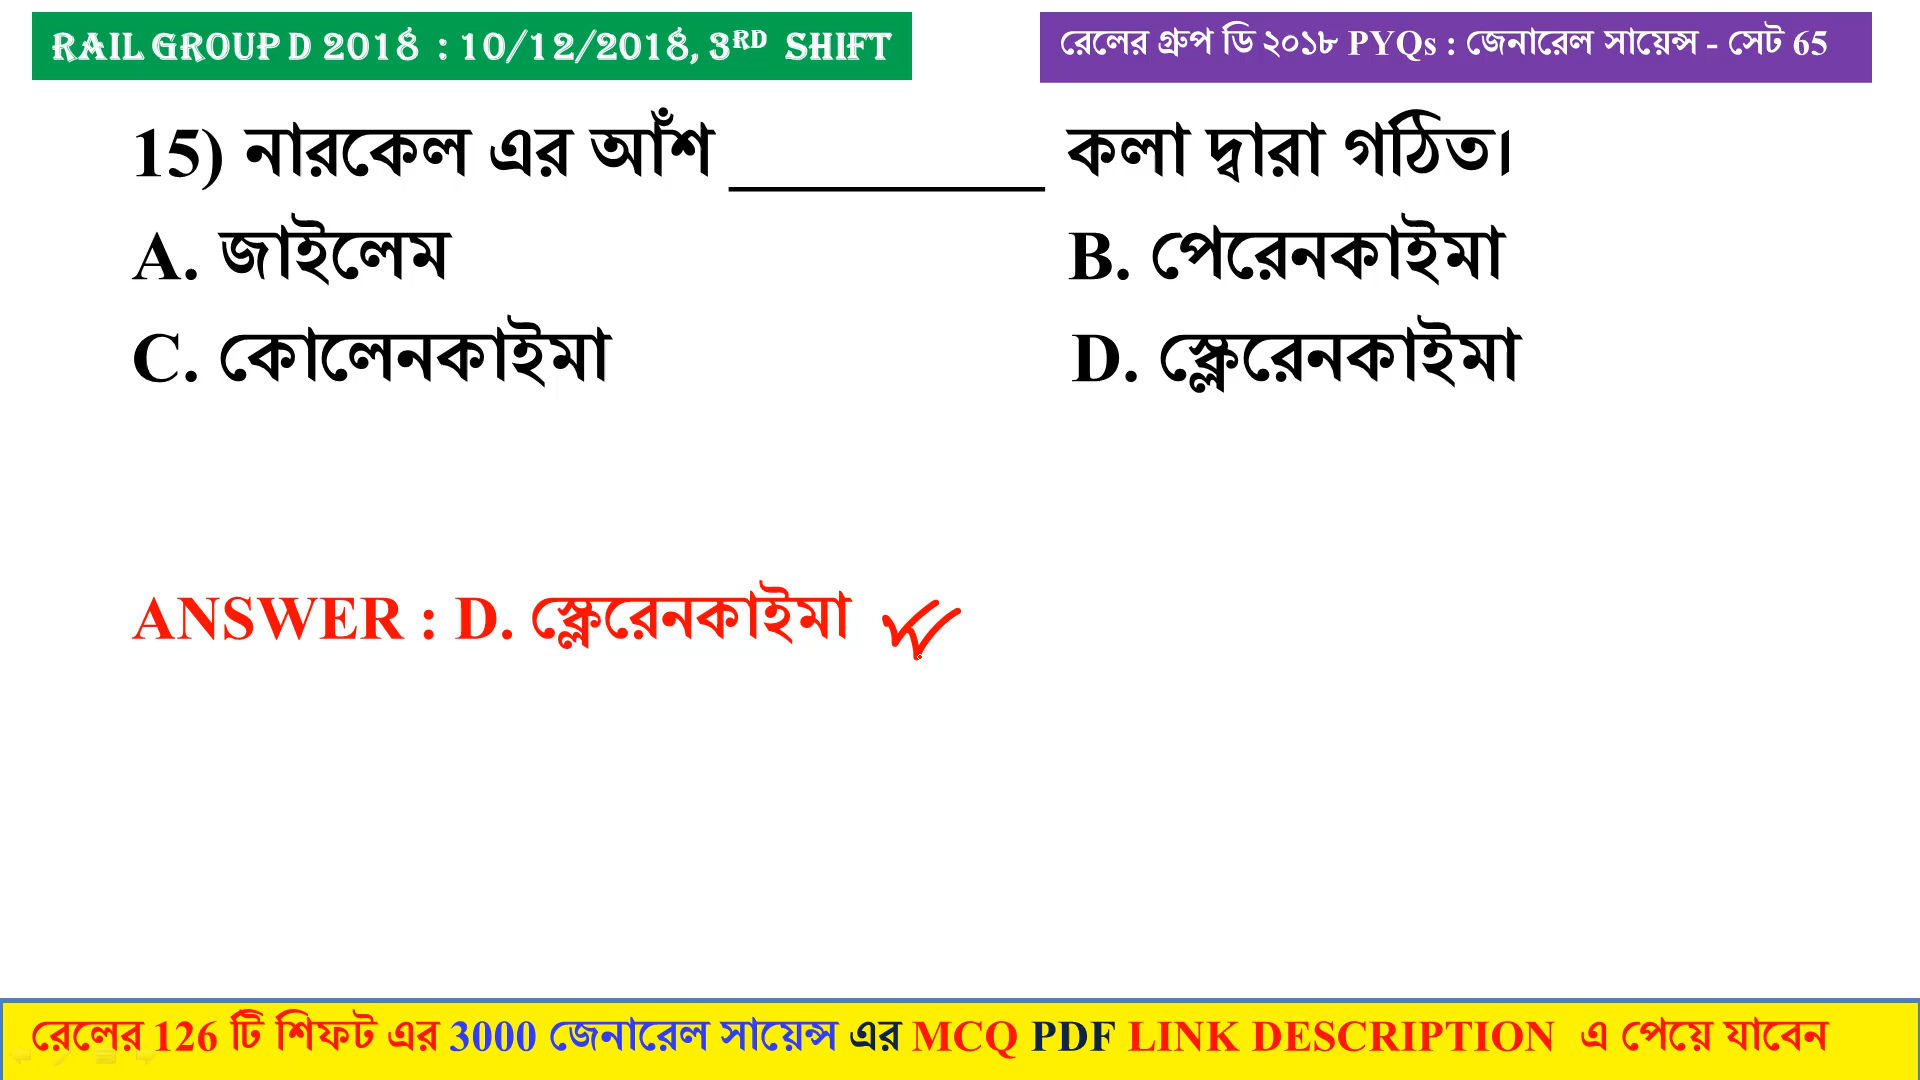 RAIL GROUP D 2018 : 10/12/2018, 3RD SHIFT
রেলের গ্রুপ ডি ২০১৮ PYQs : জেনারেল সায়েন্স - সেট 65
15) নারকেল এর আঁশ __________ কলা দ্বারা গঠিত।
A. জাইলেম B. পেরেনকাইমা
C. কোলেনকাইমা D. স্ক্লেরেনকাইমা
ANSWER : D. স্ক্লেরেনকাইমা
রেলের 126 টি শিফট এর 3000 জেনারেল সায়েন্স এর MCQ PDF LINK DESCRIPTION এ পেয়ে যাবেন